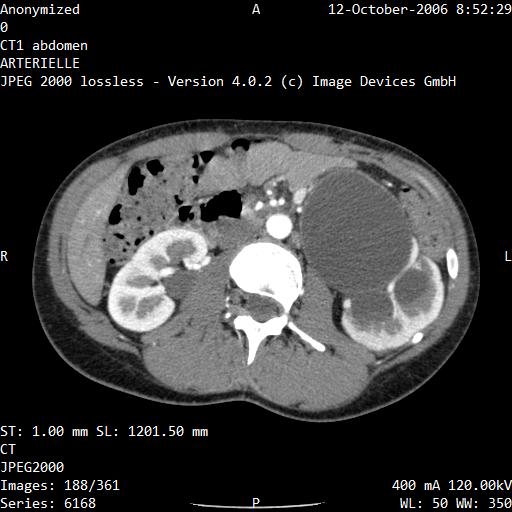 Anonymized A 12-October-2006 8:52:29
0
CT1 abdomen
ARTERIELLE
JPEG 2000 lossless - Version 4.0.2 (c) Image Devices GmbH
R L
ST: 1.00 mm SL: 1201.50 mm
CT
JPEG2000
Images: 188/361 400 mA 120.00kV
Series: 6168 P WL: 50 WW: 350